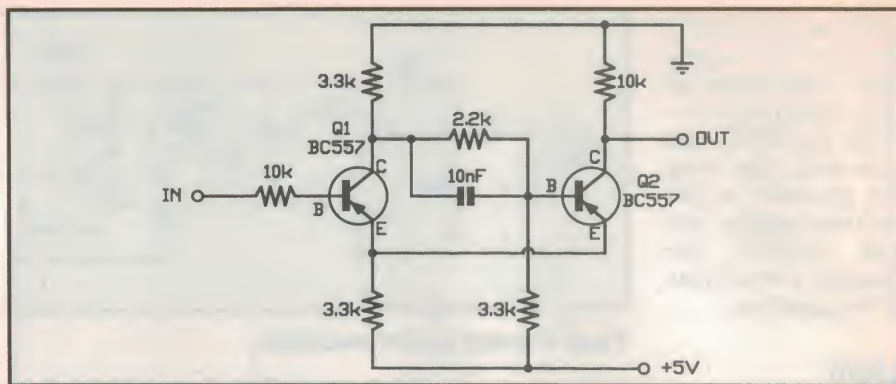 3.3k
10k
Q1
BC557
2.2k
OUT
C
10nF
C
Q2
BC557
IN
10k
B
B
E
E
3.3k
3.3k
+5V